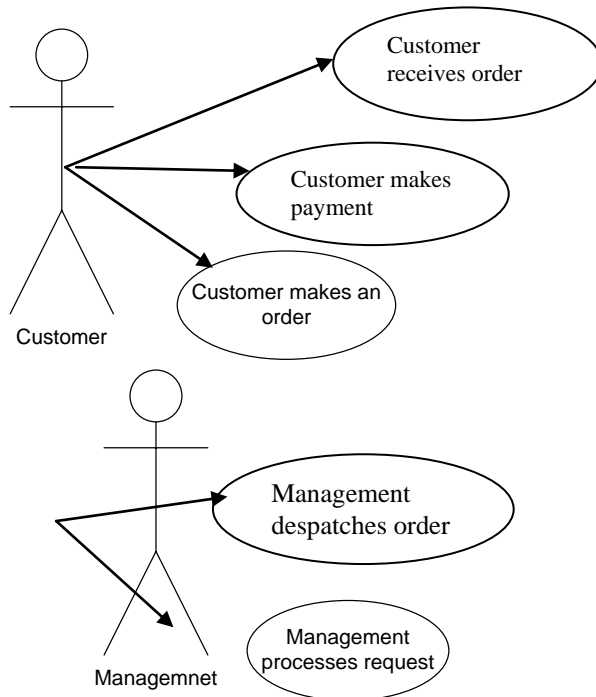 Customer
receives order
Customer makes
payment
Customer makes an
order
Customer
Management
despatches order
Management
processes request
Managemnet